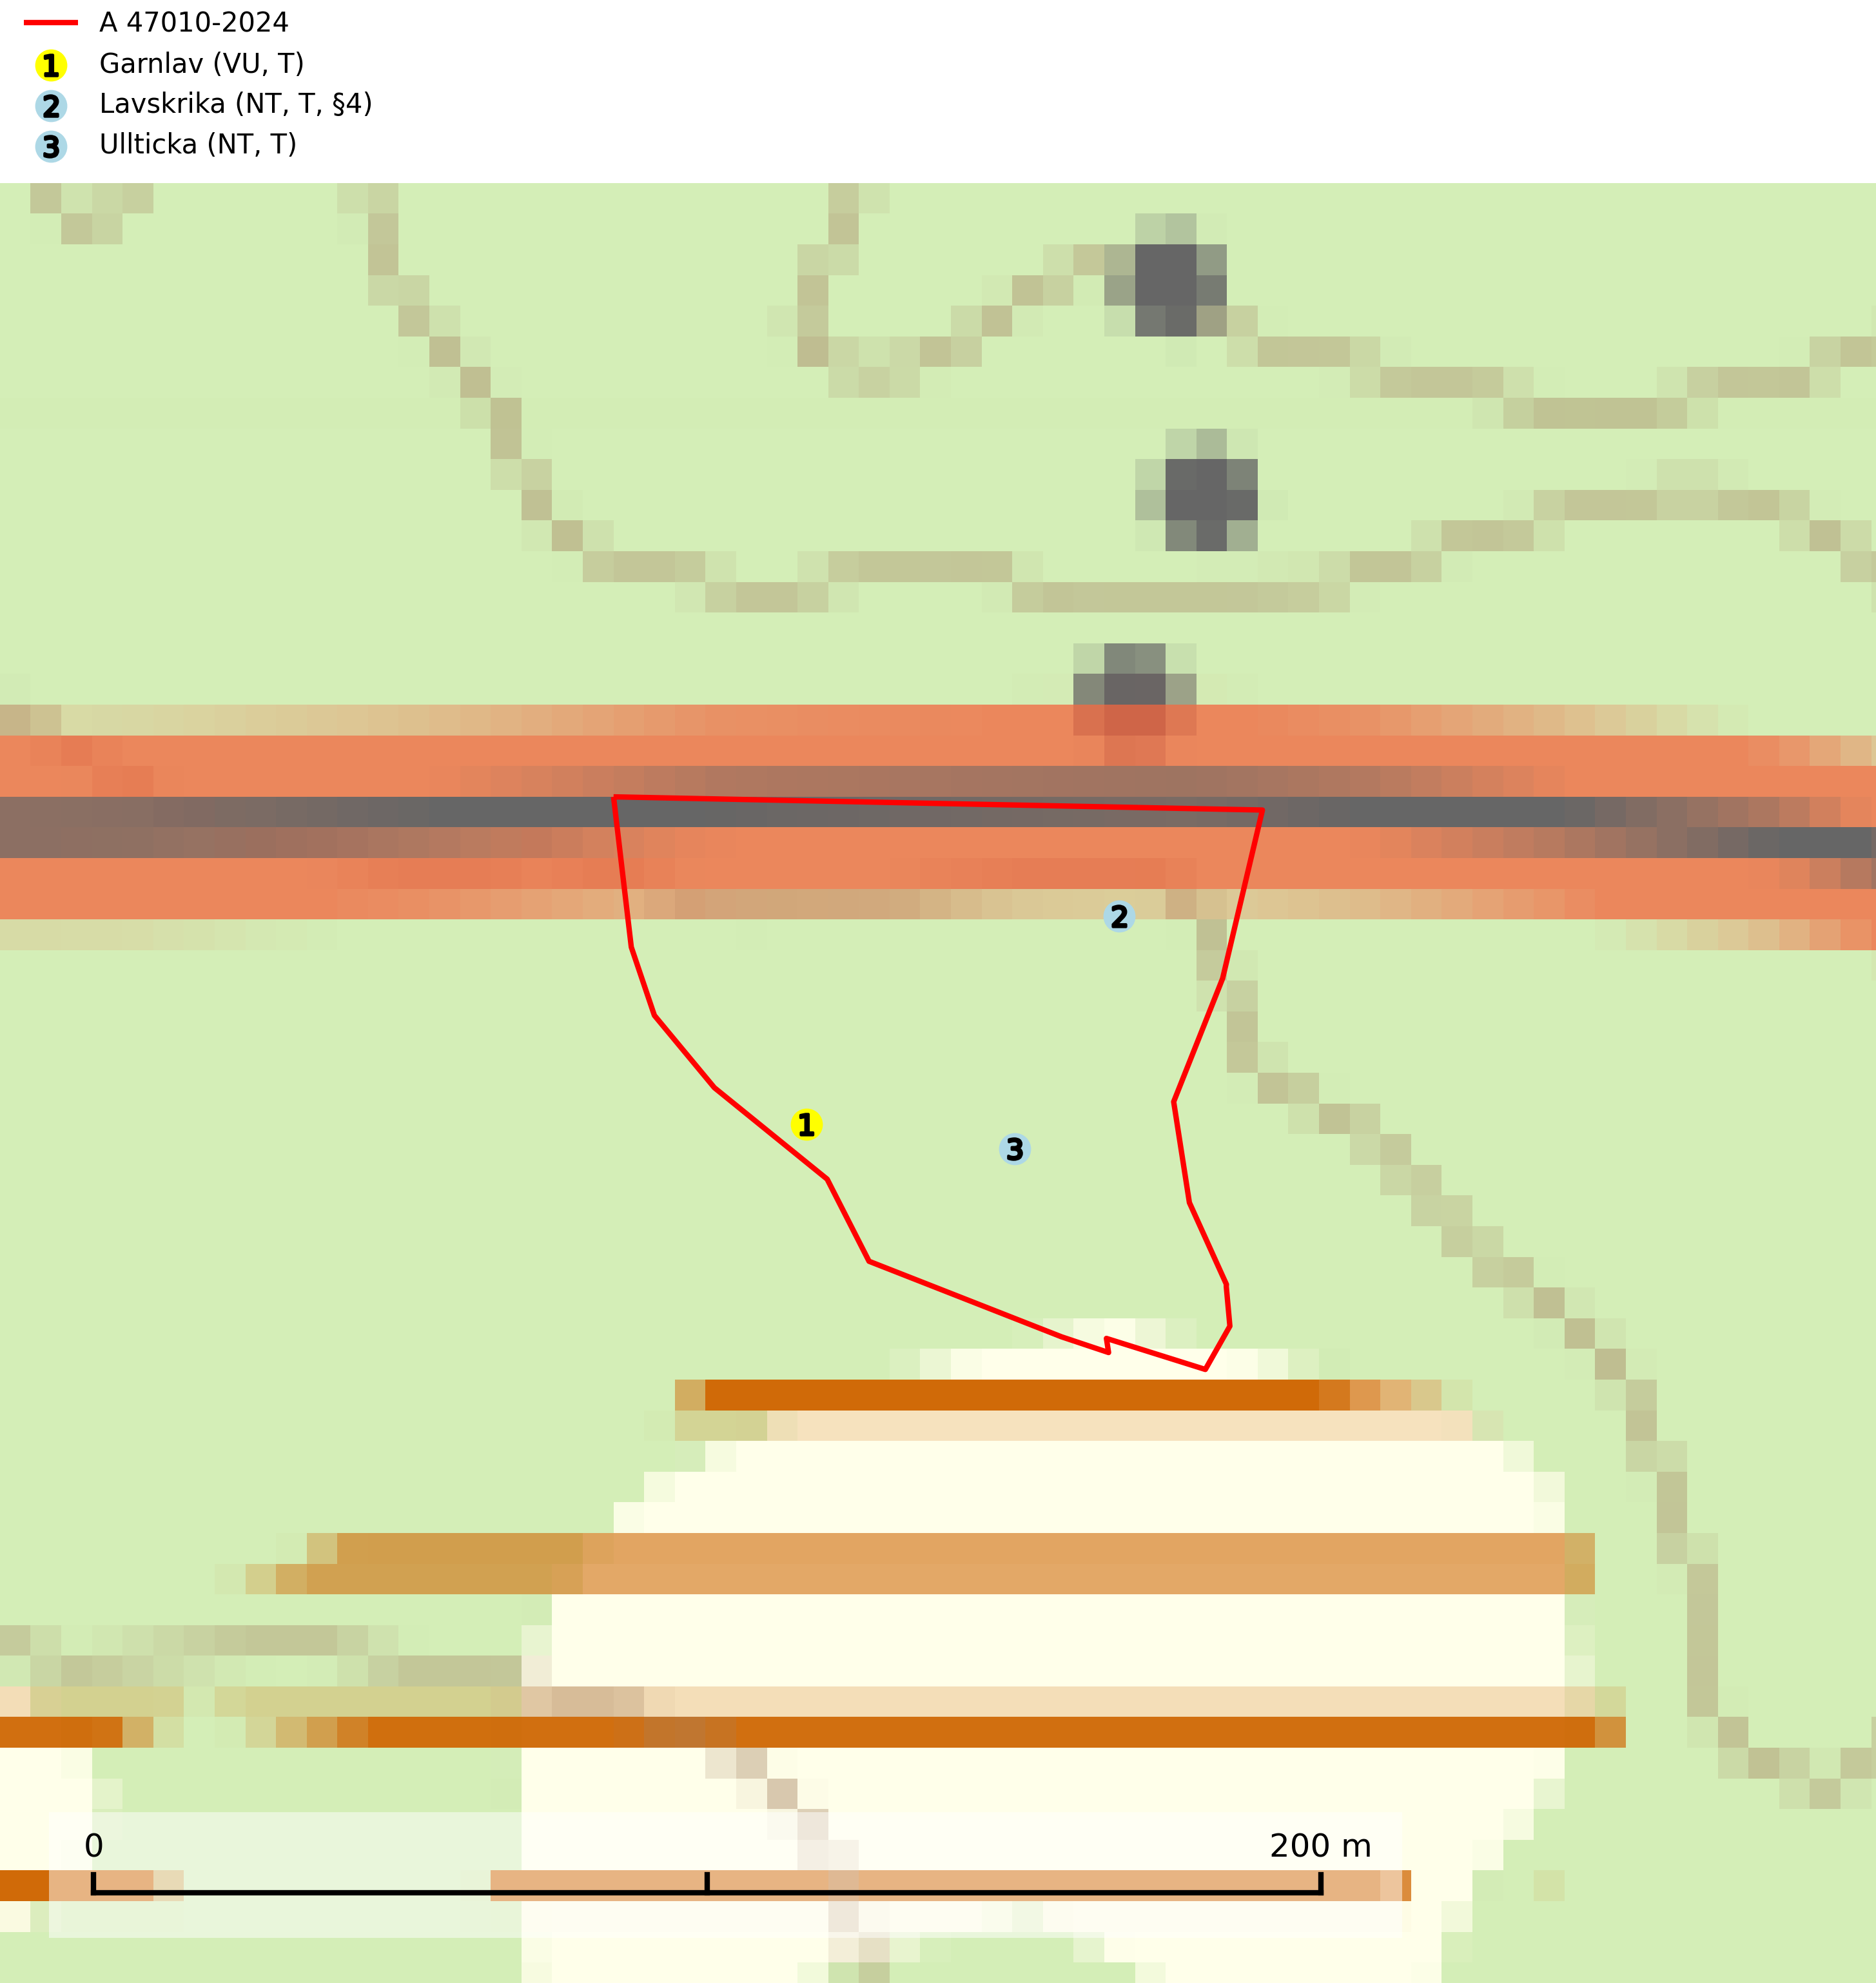 A 47010-2024
1 Garnlav (VU, T)
2 Lavskrika (NT, T, §4)
3 Ullticka (NT, T)
2
1
3
0 200 m